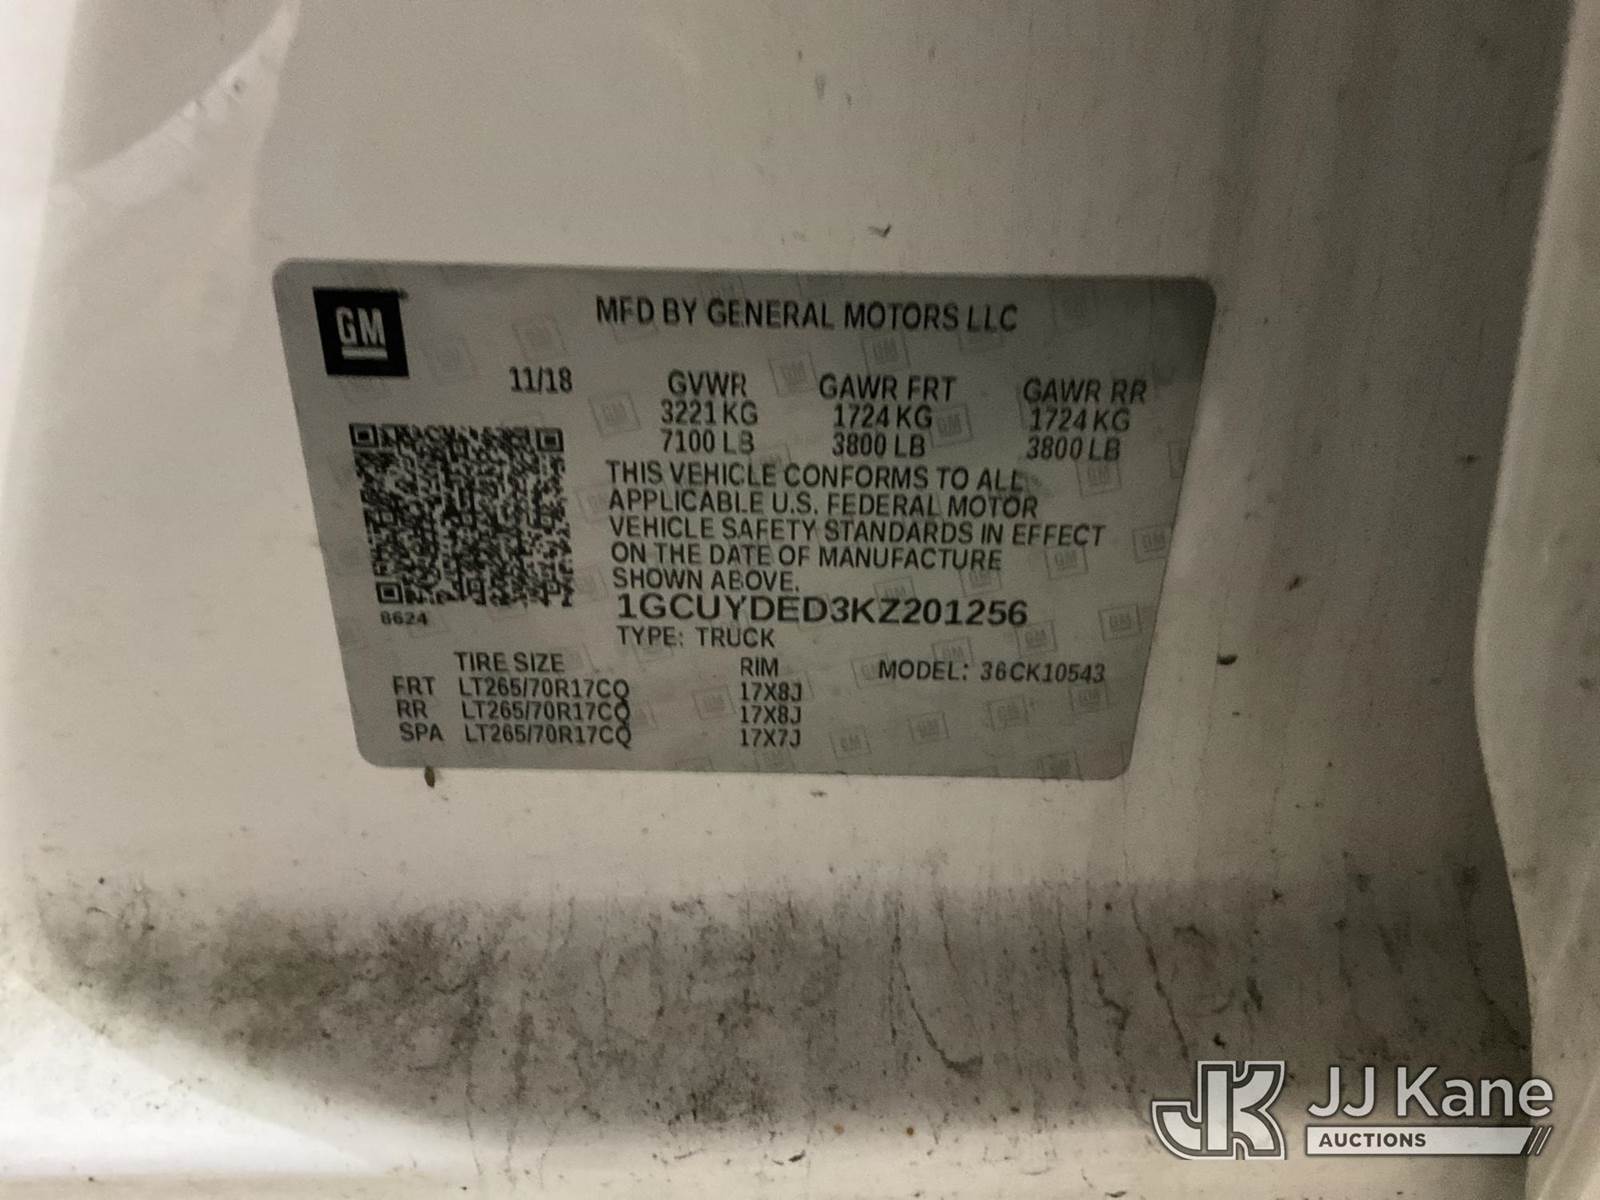 GM
MFD BY GENERAL MOTORS LLC
11/18 GVWR GAWR FRT GAWR RR
3221 KG 1724 KG 1724 KG
7100 LB 3800 LB 3800 LB
THIS VEHICLE CONFORMS TO ALL
APPLICABLE U.S. FEDERAL MOTOR
VEHICLE SAFETY STANDARDS IN EFFECT
ON THE DATE OF MANUFACTURE
SHOWN ABOVE.
8624
1GCUYDED3KZ201256
TYPE: TRUCK
TIRE SIZE RIM MODEL: 36CK10543
FRT LT265/70R17CQ 17X8J
RR LT265/70R17CQ 17X8J
SPA LT265/70R17CQ 17X7J
JK JJ Kane
AUCTIONS